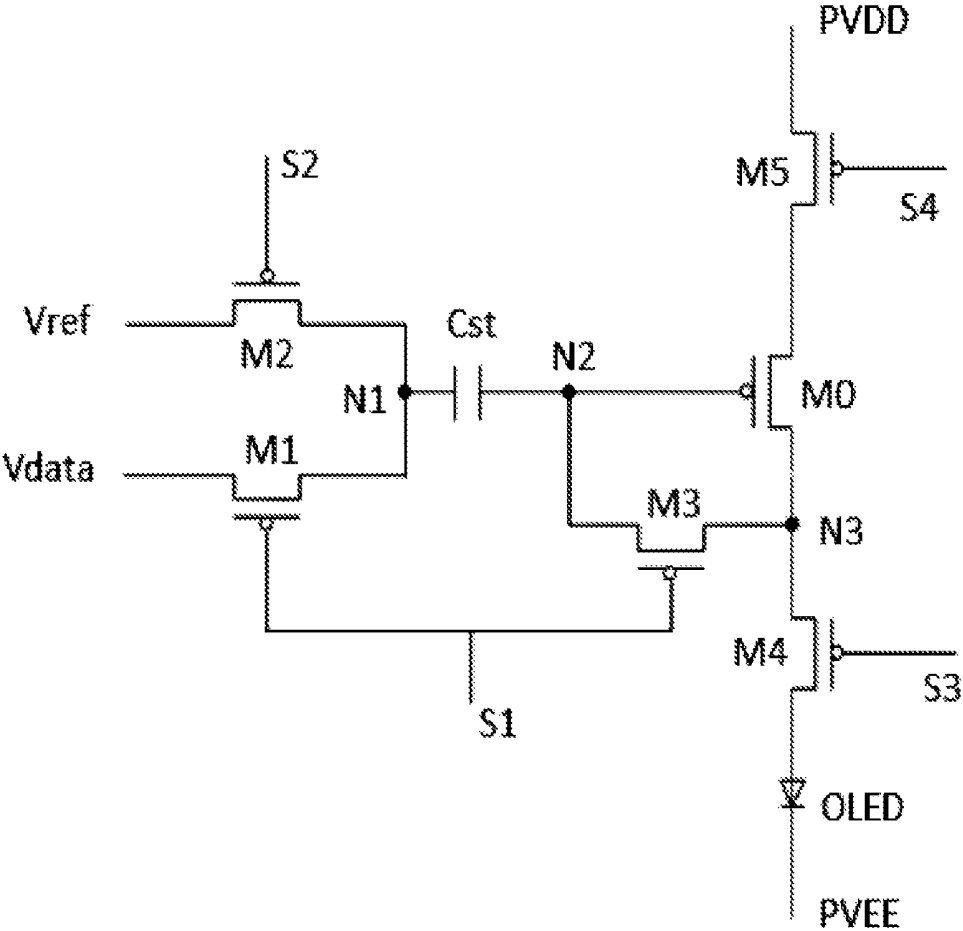 PVDD
S2
M5
S4
Vref
M2
Cst
N2
N1
M0
Vdata
M1
M3
N3
M4
S3
S1
OLED
PVEE